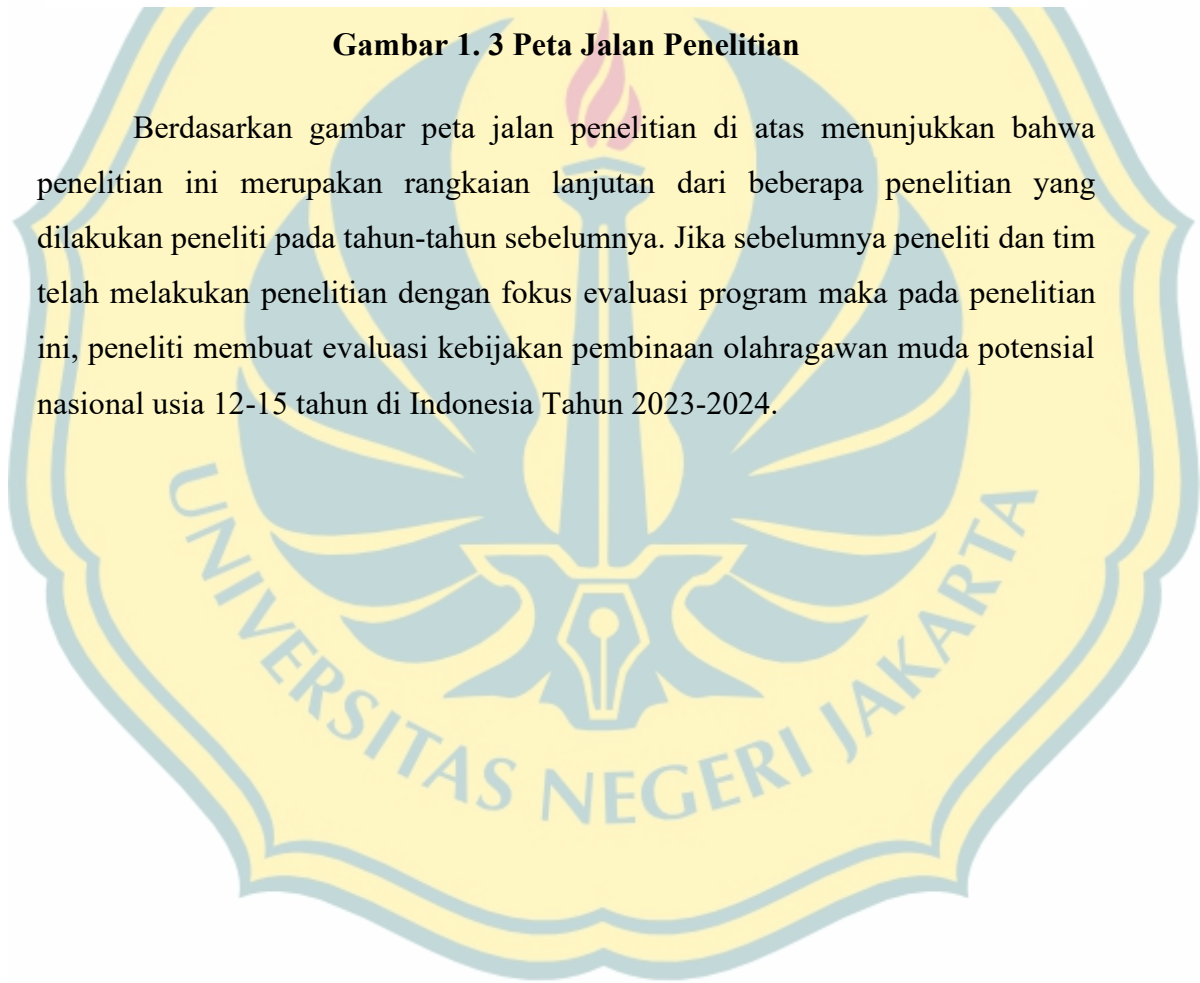 Gambar 1. 3 Peta Jalan Penelitian
Berdasarkan gambar peta jalan penelitian di atas menunjukkan bahwa
penelitian ini merupakan rangkaian lanjutan dari beberapa penelitian yang
dilakukan peneliti pada tahun-tahun sebelumnya. Jika sebelumnya peneliti dan tim
telah melakukan penelitian dengan fokus evaluasi program maka pada penelitian
ini, peneliti membuat evaluasi kebijakan pembinaan olahragawan muda potensial
nasional usia 12-15 tahun di Indonesia Tahun 2023-2024.
UNIVERSITAS NEGERI JAKARTA